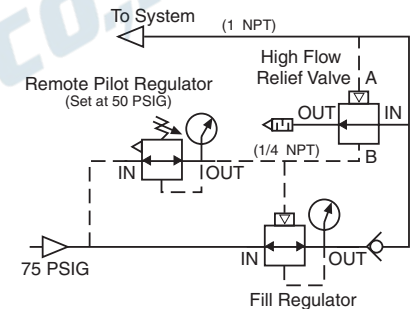 To System
(1 NPT)
High Flow
Relief Valve
A
Remote Pilot Regulator
(Set at 50 PSIG)
OUT
IN
(1/4 NPT)
B
IN
OUT
IN
OUT
75 PSIG
Fill Regulator